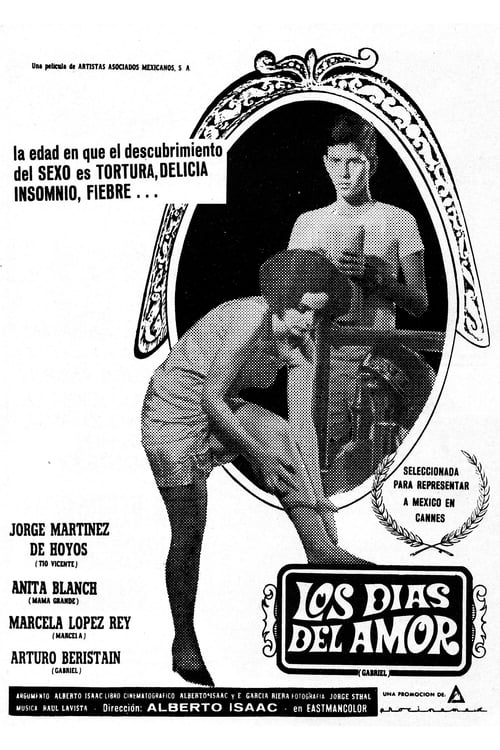 Una película de ARTISTAS ASOCIADOS MEXICANOS, S. A.
la edad en que el descubrimiento
del SEXO es TORTURA, DELICIA
INSOMNIO, FIEBRE . . .
SELECCIONADA
PARA REPRESENTAR
A MEXICO EN
CANNES
JORGE MARTINEZ
DE HOYOS
(TIO VICENTE)
ANITA BLANCH
(MAMA GRANDE)
MARCELA LOPEZ REY
(MARCELA)
ARTURO BERISTAIN
(GABRIEL)
LOS DIAS
DEL AMOR
(GABRIEL)
ARGUMENTO ALBERTO ISAAC LIBRO CINEMATOGRAFICO ALBERTO ISAAC Y E GARCIA RIERA FOTOGRAFIA JORGE STHAL
MUSICA RAUL LAVISTA - Dirección: ALBERTO ISAAC - en EASTMANCOLOR
UNA PROMOCION DE:
procinemex